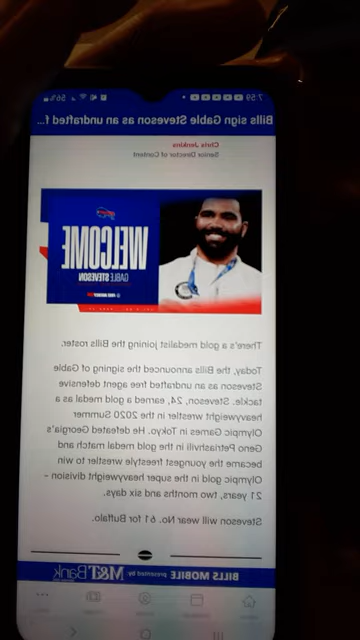 7:59
56%
Bills sign Gable Steveson as an undrafted f...
Chris Jenkins
Senior Director of Content
WELCOME
GABLE STEVESON
There's a gold medalist joining the Bills roster.
Today, the Bills announced the signing of Gable
Steveson as an undrafted free agent defensive
tackle. Steveson, 24, earned a gold medal as a
heavyweight wrestler in the 2020 Summer
Olympic Games in Tokyo. He defeated Georgia's
Geno Petriashvili in the gold medal match and
became the youngest freestyle wrestler to win
Olympic gold in the super heavyweight division –
21 years, two months and six days.
Steveson will wear No. 61 for Buffalo.
BILLS MOBILE presented by M&T Bank